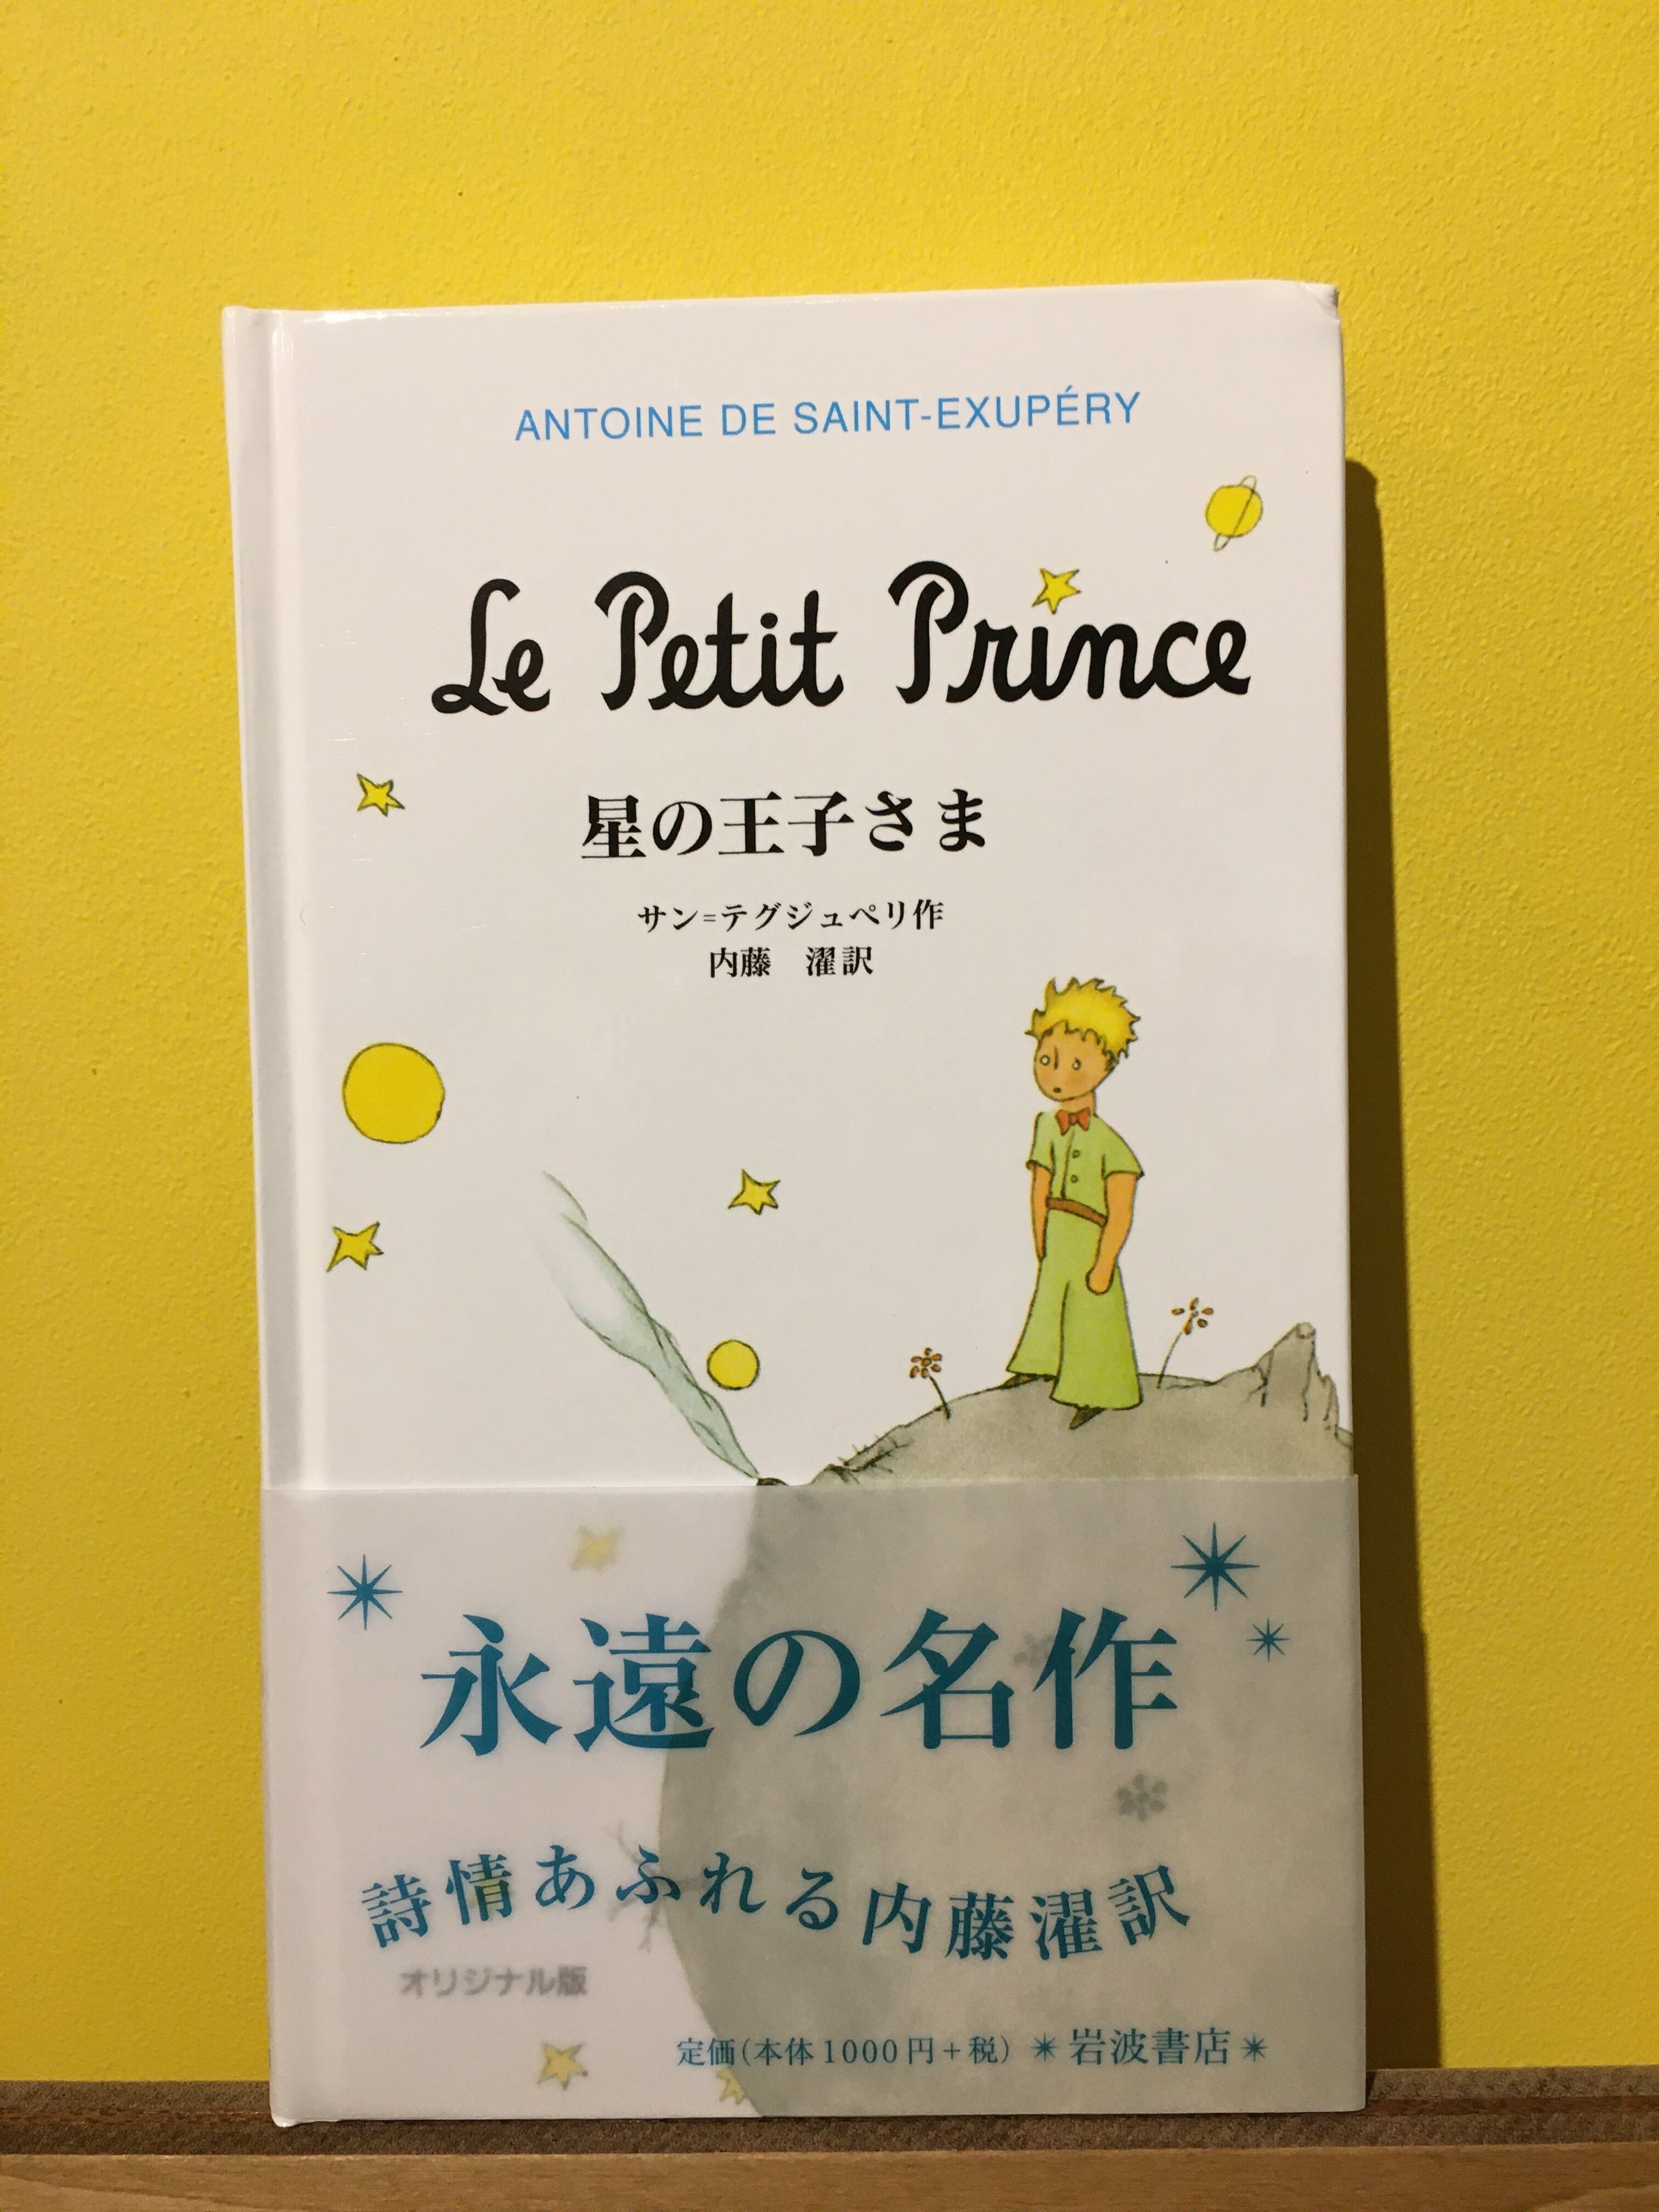 ANTOINE DE SAINT-EXUPÉRY
Le Petit Prince
星の王子さま
サン=テグジュペリ作
内藤　濯訳
永遠の名作
詩情あふれる内藤濯訳
オリジナル版
定価(本体1000円+税) ＊岩波書店＊